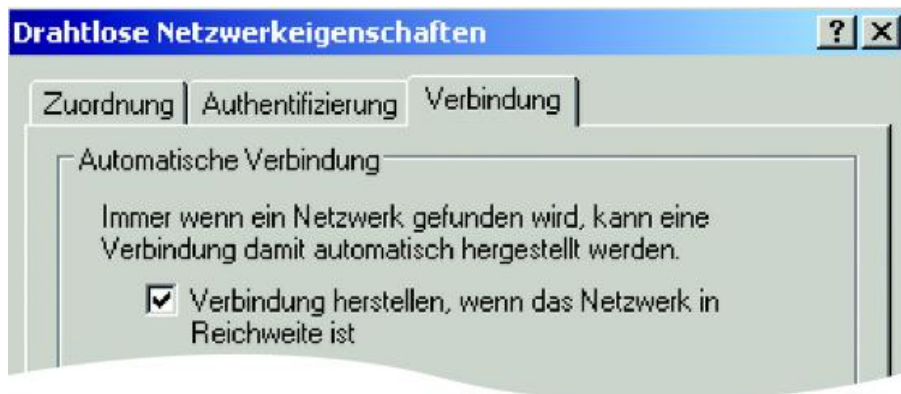 Drahtlose Netzwerkeigenschaften ? X
Zuordnung Authentifizierung Verbindung
Automatische Verbindung
Immer wenn ein Netzwerk gefunden wird, kann eine
Verbindung damit automatisch hergestellt werden.
Verbindung herstellen, wenn das Netzwerk in
Reichweite ist